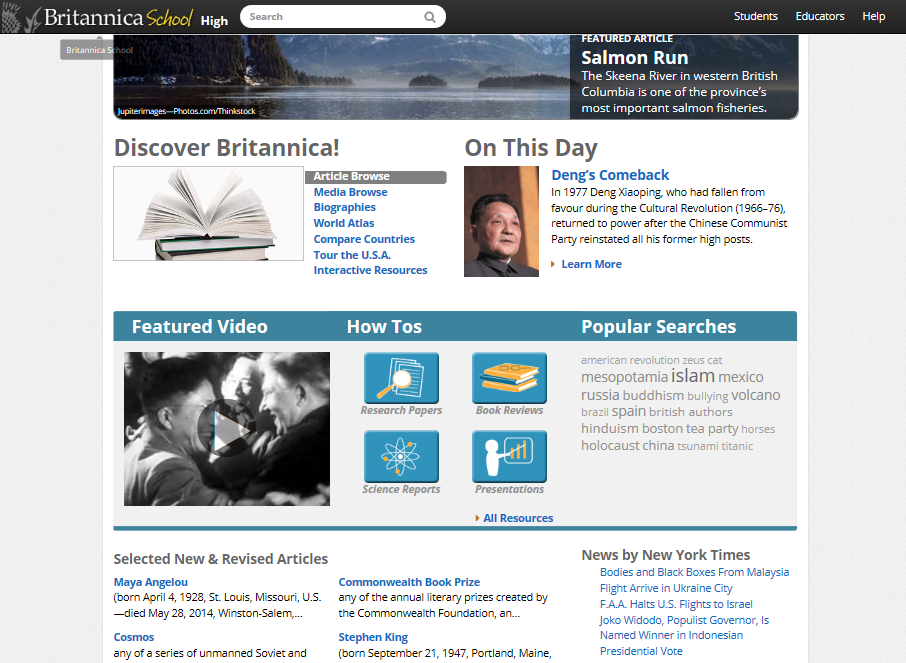 Britannica School High
Search
Students Educators Help
Britannica School
FEATURED ARTICLE
Salmon Run
The Skeena River in western British
Columbia is one of the province's
most important salmon fisheries.
Jupiterimages—Photos.com/Thinkstock
Discover Britannica!
Article Browse
Media Browse
Biographies
World Atlas
Compare Countries
Tour the U.S.A.
Interactive Resources
On This Day
Deng's Comeback
In 1977 Deng Xiaoping, who had fallen from
favour during the Cultural Revolution (1966–76),
returned to power after the Chinese Communist
Party reinstated all his former high posts.
Learn More
Featured Video
How Tos
Research Papers
Book Reviews
Science Reports
Presentations
All Resources
Popular Searches
american revolution zeus cat
mesopotamia islam mexico
russia buddhism bullying volcano
brazil spain british authors
hinduism boston tea party horses
holocaust china tsunami titanic
Selected New & Revised Articles
Maya Angelou
(born April 4, 1928, St. Louis, Missouri, U.S.
—died May 28, 2014, Winston-Salem,...
Cosmos
any of a series of unmanned Soviet and
Commonwealth Book Prize
any of the annual literary prizes created by
the Commonwealth Foundation, an...
Stephen King
(born September 21, 1947, Portland, Maine,
News by New York Times
Bodies and Black Boxes From Malaysia
Flight Arrive in Ukraine City
F.A.A. Halts U.S. Flights to Israel
Joko Widodo, Populist Governor, Is
Named Winner in Indonesian
Presidential Vote